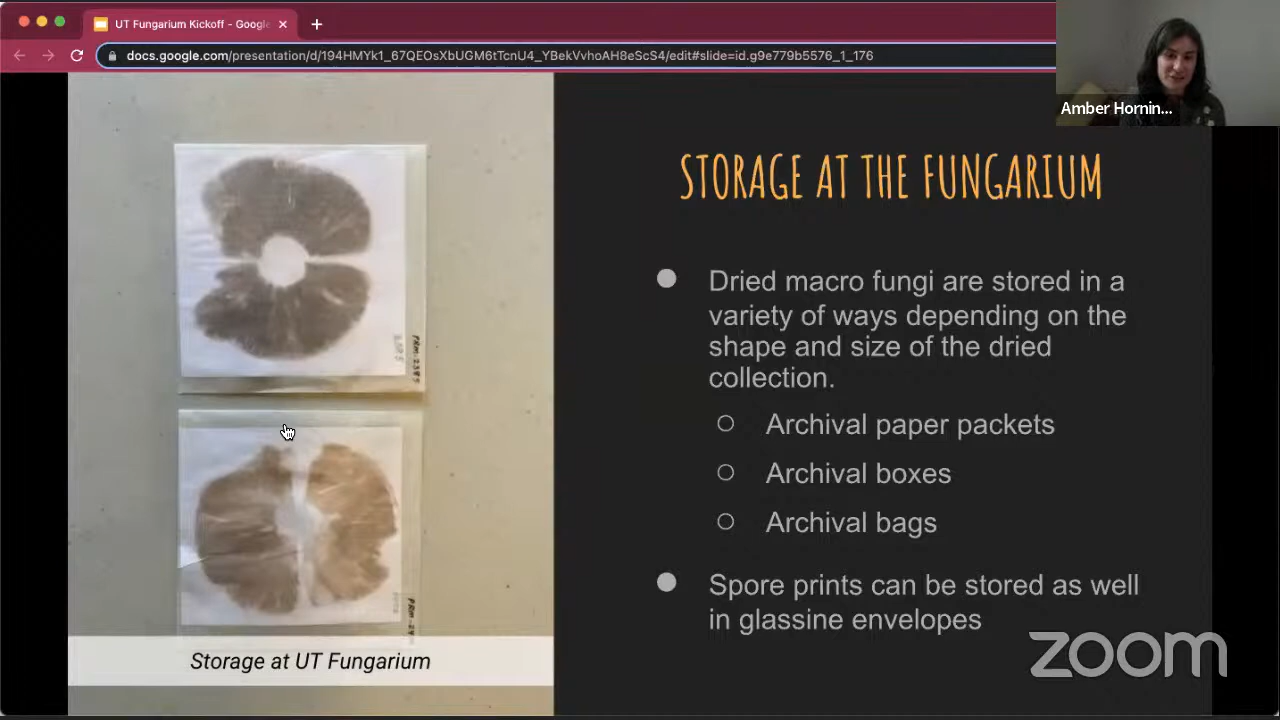 UT Fungarium Kickoff - Googl
docs.google.com/presentation/d/194HMYk1_67QEOsXbUGM6tTcnU4_YBekVvhoAH8eScS4/edit#slide=id.g9e779b5576_1_176
Amber Hornin...
STORAGE AT THE FUNGARIUM
Dried macro fungi are stored in a
variety of ways depending on the
shape and size of the dried
collection.
Archival paper packets
Archival boxes
Archival bags
Spore prints can be stored as well
in glassine envelopes
Storage at UT Fungarium
zoom